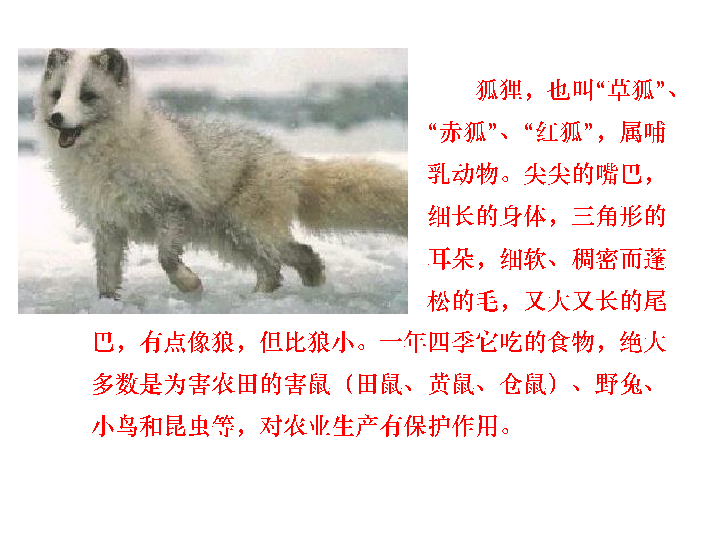 狐狸，也叫“草狐”、
“赤狐”、“红狐”，属哺
乳动物。尖尖的嘴巴，
细长的身体，三角形的
耳朵，细软、稠密而蓬
松的毛，又大又长的尾
巴，有点像狼，但比狼小。一年四季它吃的食物，绝大
多数是为害农田的害鼠（田鼠、黄鼠、仓鼠）、野兔、
小鸟和昆虫等，对农业生产有保护作用。